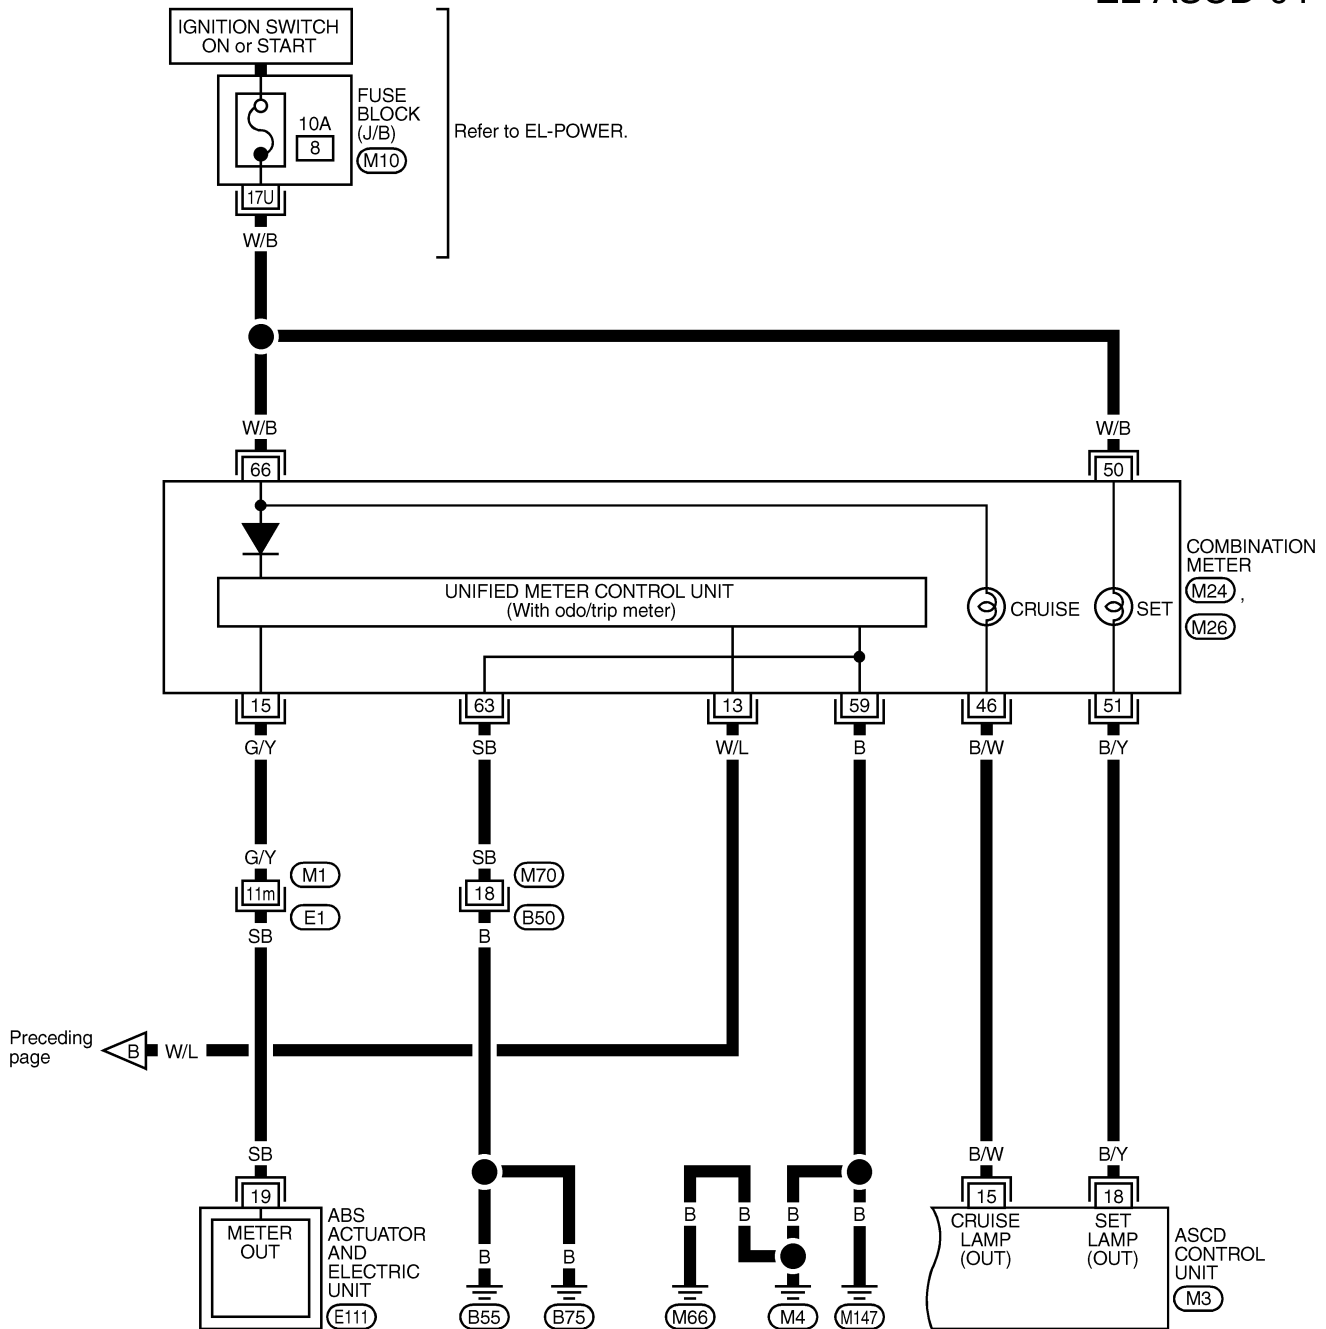 IGNITION SWITCH
ON or START
FUSE
BLOCK
(J/B)
M10
10A
8
Refer to EL-POWER.
17U
W/B
W/B
W/B
66
50
COMBINATION
METER
M24 ,
M26
UNIFIED METER CONTROL UNIT
(With odo/trip meter)
CRUISE
SET
15
63
13
59
46
51
G/Y
SB
W/L
B
B/W
B/Y
G/Y
SB
M1
M70
11m
18
E1
B50
SB
B
Preceding
page
B
W/L
SB
B/W
B/Y
19
15
18
METER
OUT
ABS
ACTUATOR
AND
ELECTRIC
UNIT
E111
B
B
B
B
B
B
B55
B75
M66
M4
M147
CRUISE
LAMP
(OUT)
SET
LAMP
(OUT)
ASCD
CONTROL
UNIT
M3